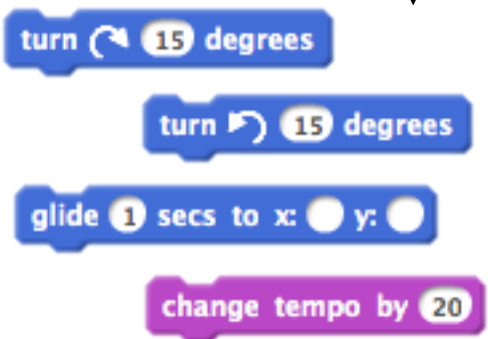 turn 15 degrees
turn 15 degrees
glide 1 secs to x: y:
change tempo by 20